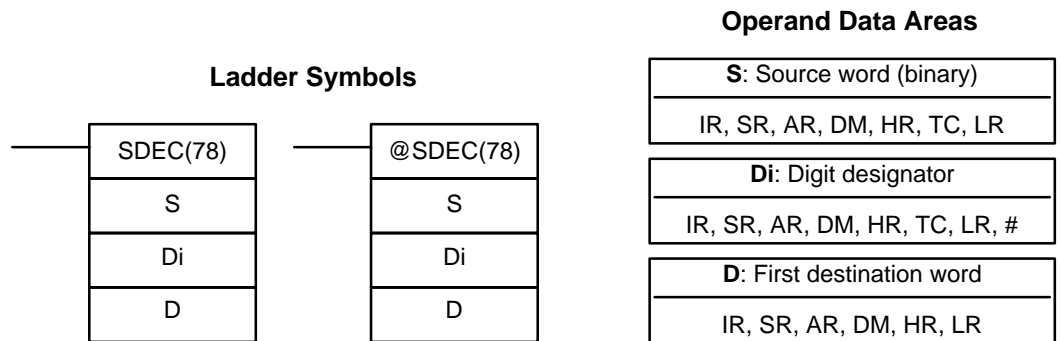 Ladder Symbols
SDEC(78)
S
Di
D
@SDEC(78)
S
Di
D
Operand Data Areas
S: Source word (binary)
IR, SR, AR, DM, HR, TC, LR
Di: Digit designator
IR, SR, AR, DM, HR, TC, LR, #
D: First destination word
IR, SR, AR, DM, HR, LR